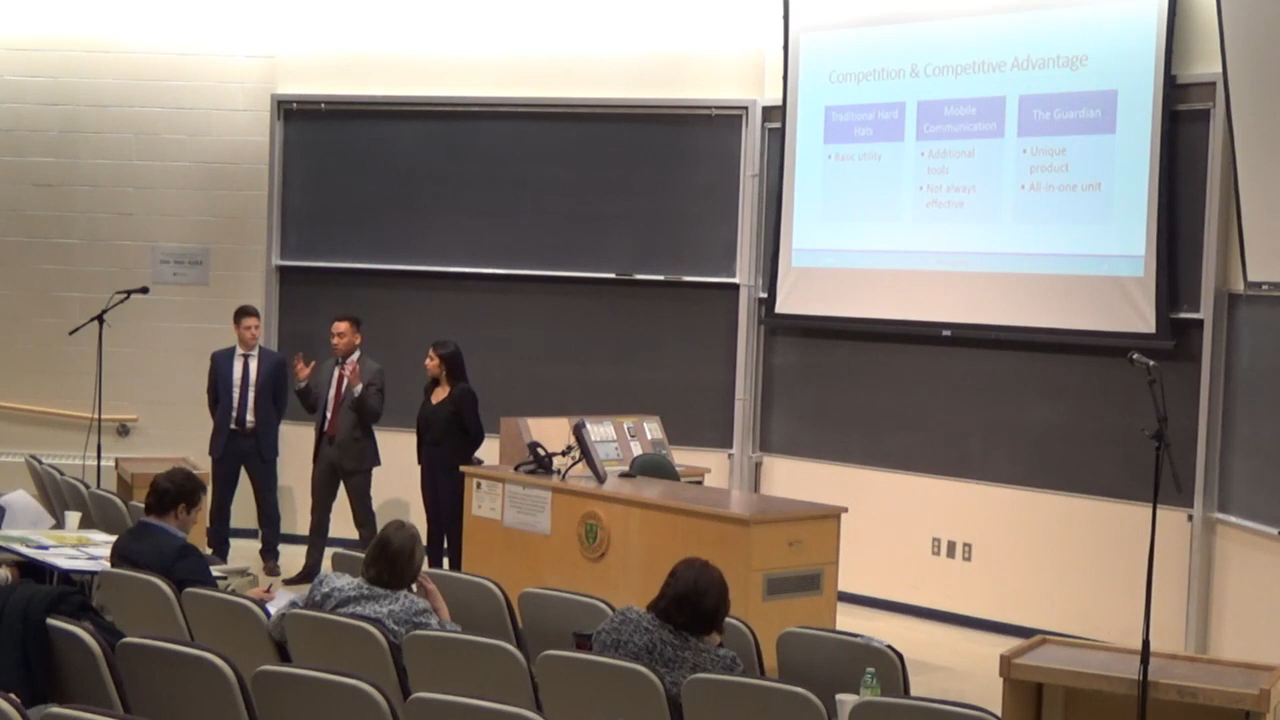 Competition & Competitive Advantage
Traditional Hard
Hats
• Basic utility
Mobile
Communication
• Additional
tools
• Not always
effective
The Guardian
• Unique
product
• All-in-one unit